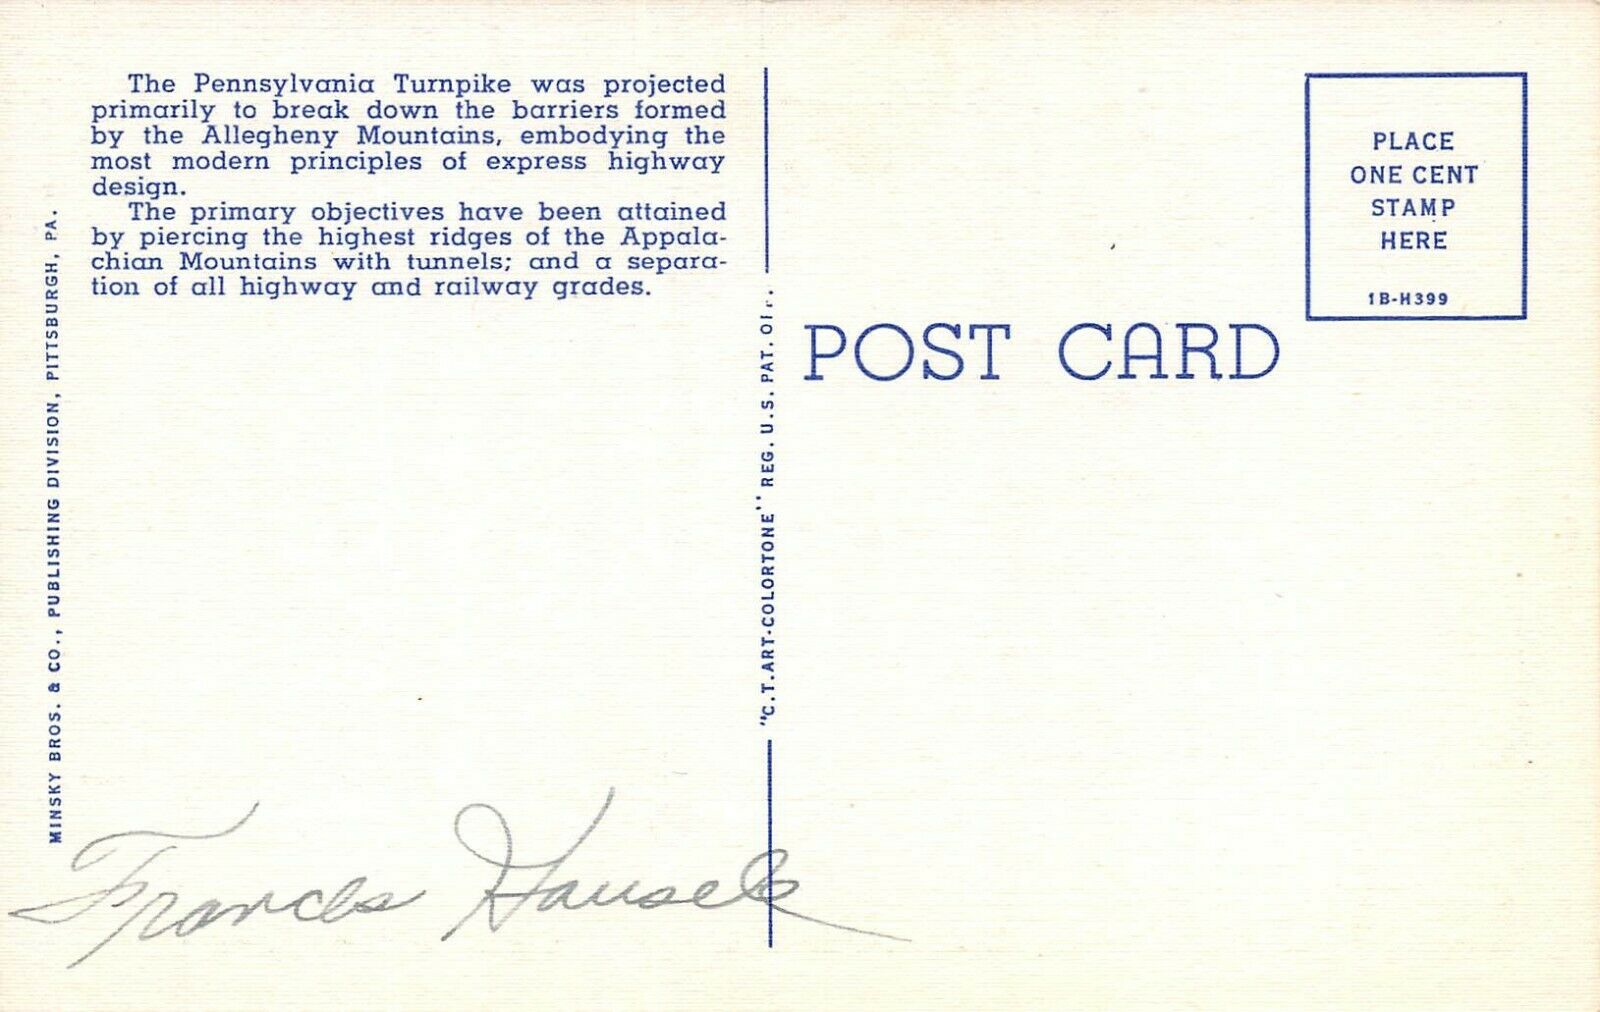 The Pennsylvania Turnpike was projected
primarily to break down the barriers formed
by the Allegheny Mountains, embodying the
most modern principles of express highway
design.
The primary objectives have been attained
by piercing the highest ridges of the Appala-
chian Mountains with tunnels; and a separa-
tion of all highway and railway grades.
MINSKY BROS. & CO., PUBLISHING DIVISION, PITTSBURGH, PA.
"C.T.ART-COLORTONE" REG. U.S. PAT. OFF.
POST CARD
PLACE
ONE CENT
STAMP
HERE
1B-H399
Francis